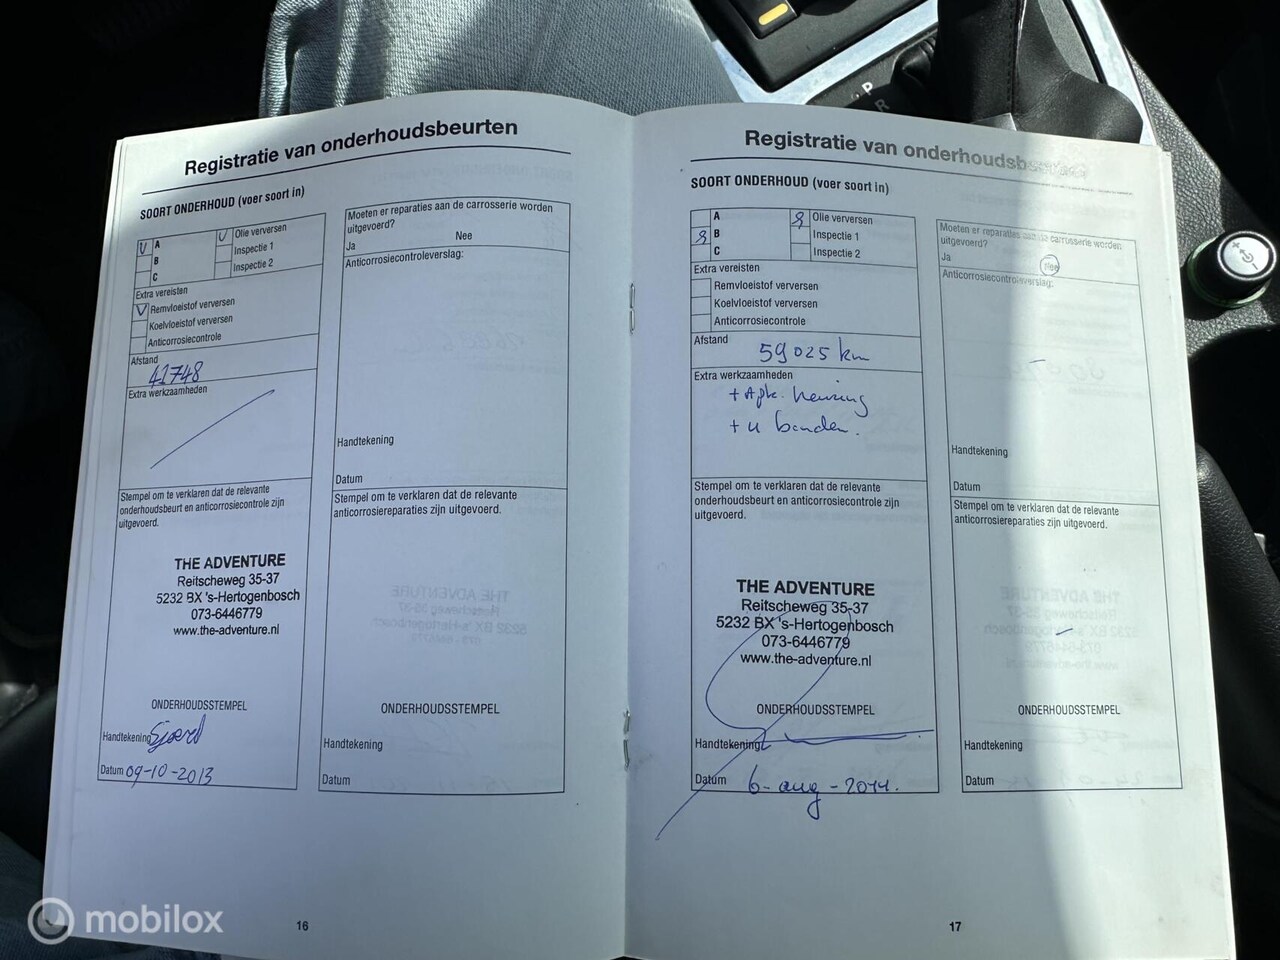 Registratie van onderhoudsbeurten
SOORT ONDERHOUD (voer soort in)
V A
B
C
V Olie verversen
Inspectie 1
Inspectie 2
Extra vereisten
V Remvloeistof verversen
Koelvloeistof verversen
Anticorrosiecontrole
Afstand
41748
Extra werkzaamheden
Stempel om te verklaren dat de relevante
onderhoudsbeurt en anticorrosiecontrole zijn
uitgevoerd.
THE ADVENTURE
Reitscheweg 35-37
5232 BX 's-Hertogenbosch
073-6446779
www.the-adventure.nl
ONDERHOUDSSTEMPEL
Handtekening Sjoerd
Datum 09-10-2013
Moeten er reparaties aan de carrosserie worden
uitgevoerd?
Ja Nee
Anticorrosiecontroleverslag:
Handtekening
Datum
Stempel om te verklaren dat de relevante
anticorrosiereparaties zijn uitgevoerd.
ONDERHOUDSSTEMPEL
Handtekening
Datum
16
Registratie van onderhoudsbeurten
SOORT ONDERHOUD (voer soort in)
A
B
C
Olie verversen
Inspectie 1
Inspectie 2
Extra vereisten
Remvloeistof verversen
Koelvloeistof verversen
Anticorrosiecontrole
Afstand
59025 km
Extra werkzaamheden
+ Apk. keuring
+ 4 banden.
Stempel om te verklaren dat de relevante
onderhoudsbeurt en anticorrosiecontrole zijn
uitgevoerd.
THE ADVENTURE
Reitscheweg 35-37
5232 BX 's-Hertogenbosch
073-6446779
www.the-adventure.nl
ONDERHOUDSSTEMPEL
Handtekening
Datum 6-aug-2014.
Moeten er reparaties aan de carrosserie worden
uitgevoerd?
Ja Nee
Anticorrosiecontroleverslag:
Handtekening
Datum
Stempel om te verklaren dat de relevante
anticorrosiereparaties zijn uitgevoerd.
ONDERHOUDSSTEMPEL
Handtekening
Datum
17
P
R
mobilox